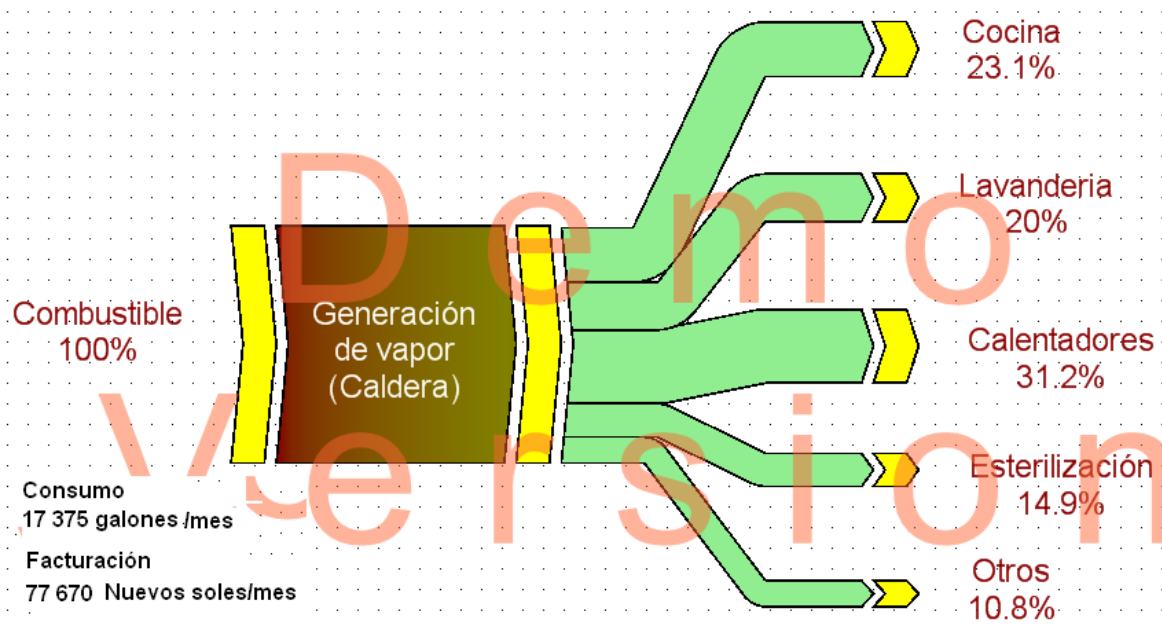 Cocina
23.1%
Lavanderia
20%
Combustible
100%
Generación
de vapor
(Caldera)
Calentadores
31.2%
Esterilización
14.9%
Otros
10.8%
Consumo
17 375 galones /mes
Facturación
77 670 Nuevos soles/mes
Demo
Version